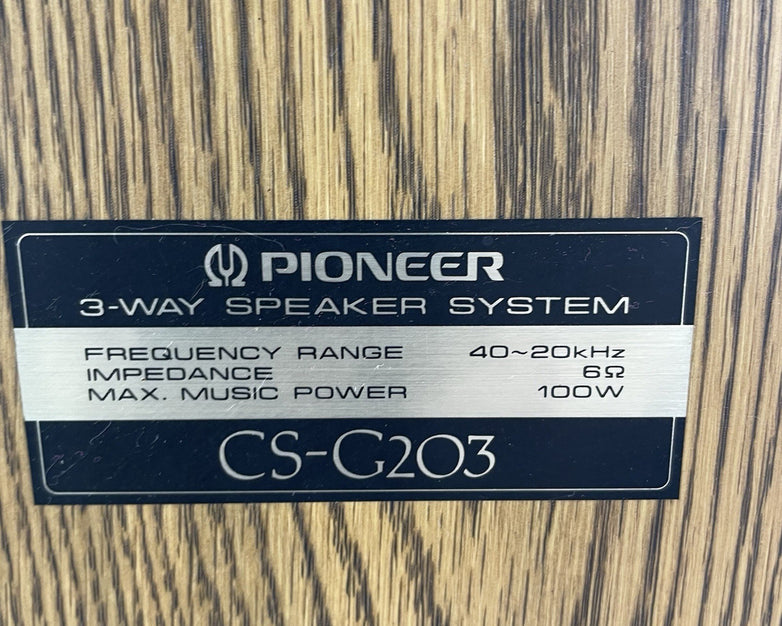 PIONEER
3-WAY SPEAKER SYSTEM
FREQUENCY RANGE 40~20kHz
IMPEDANCE 6Ω
MAX. MUSIC POWER 100W
CS-G203